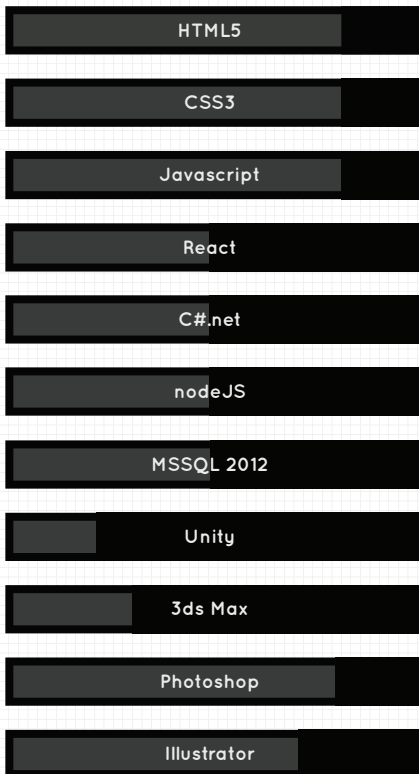 HTML5
CSS3
Javascript
React
C#.net
nodeJS
MSSQL 2012
Unity
3ds Max
Photoshop
Illustrator